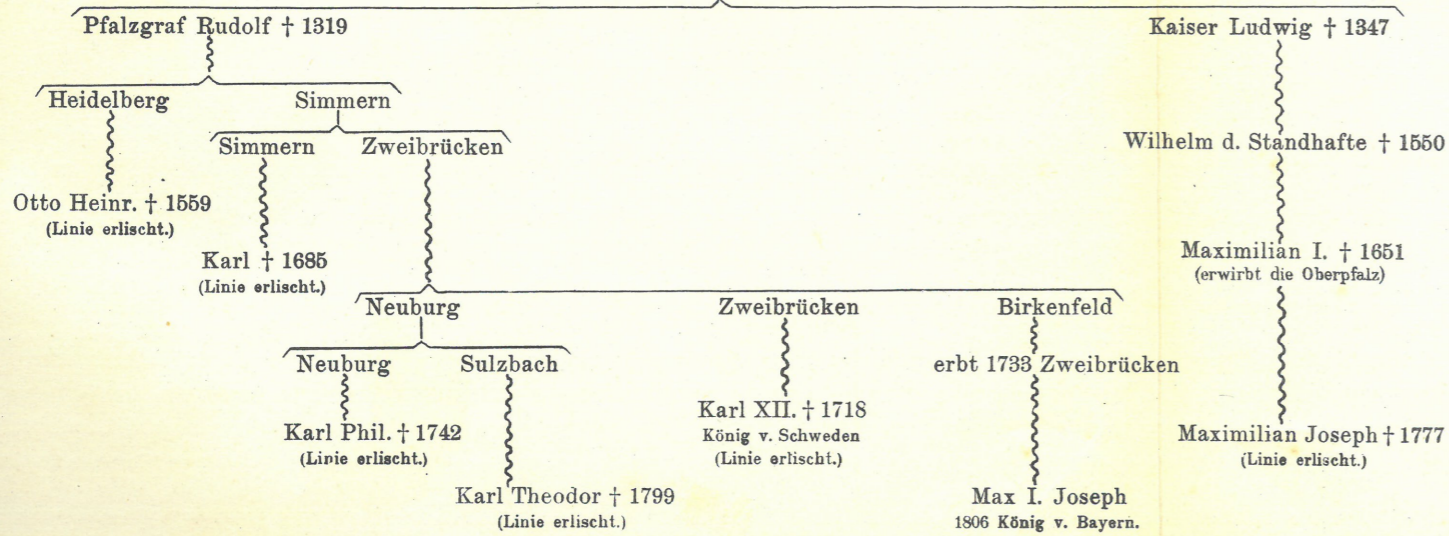 Pfalzgraf Rudolf † 1319 Kaiser Ludwig † 1347
Heidelberg Simmern
Simmern Zweibrücken Wilhelm d. Standhafte † 1550
Otto Heinr. † 1559
(Linie erlischt.)
Karl † 1685 Maximilian I. † 1651
(Linie erlischt.) (erwirbt die Oberpfalz)
Neuburg Zweibrücken Birkenfeld
Neuburg Sulzbach erbt 1733 Zweibrücken
Karl XII. † 1718
Karl Phil. † 1742 König v. Schweden Maximilian Joseph † 1777
(Linie erlischt.) (Linie erlischt.) (Linie erlischt.)
Karl Theodor † 1799 Max I. Joseph
(Linie erlischt.) 1806 König v. Bayern.